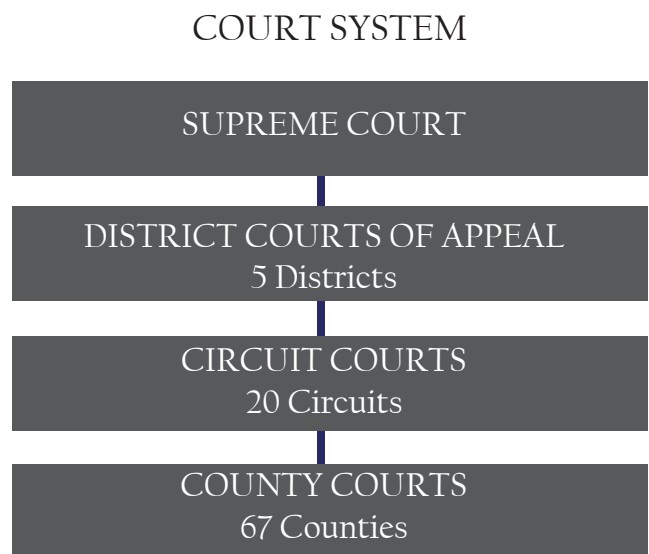 COURT SYSTEM
SUPREME COURT
DISTRICT COURTS OF APPEAL
5 Districts
CIRCUIT COURTS
20 Circuits
COUNTY COURTS
67 Counties